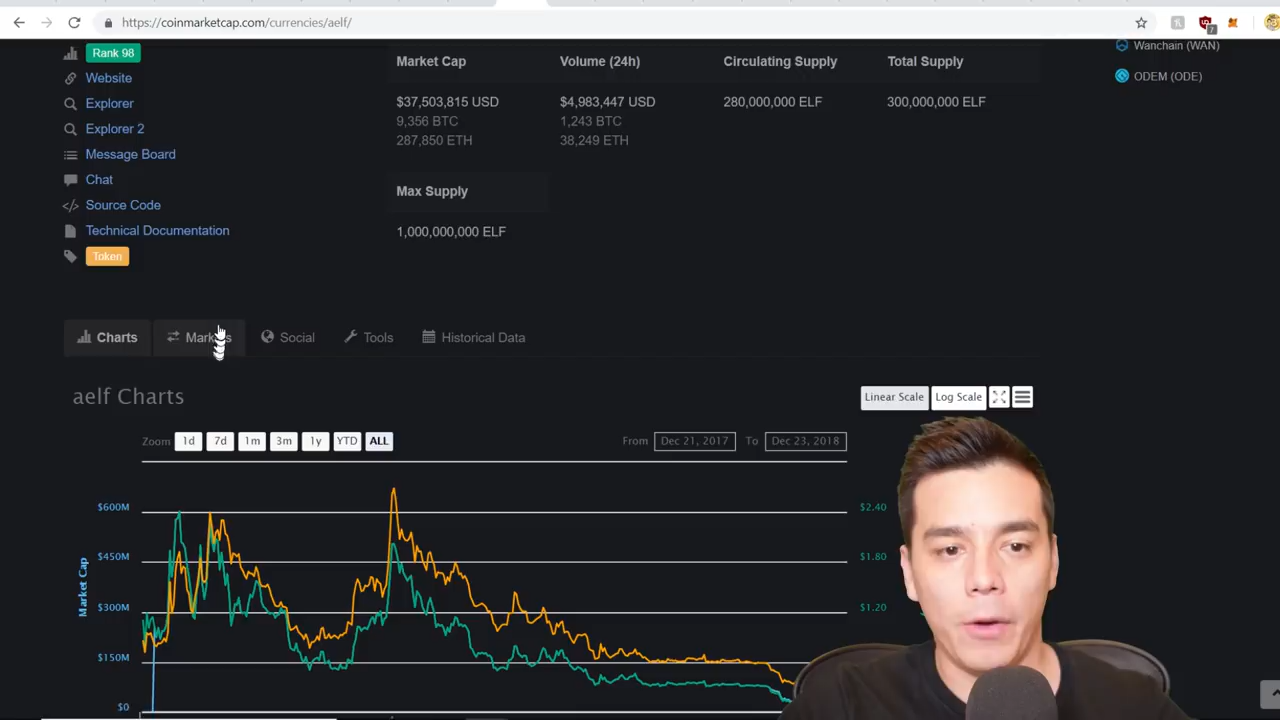 https://coinmarketcap.com/currencies/aelf/
7
Rank 98
Website
Explorer
Explorer 2
Message Board
Chat
Source Code
Technical Documentation
Token
Market Cap
Volume (24h)
Circulating Supply
Total Supply
$37,503,815 USD
$4,983,447 USD
280,000,000 ELF
300,000,000 ELF
9,356 BTC
1,243 BTC
287,850 ETH
38,249 ETH
Max Supply
1,000,000,000 ELF
Wanchain (WAN)
ODEM (ODE)
Charts
Social
Tools
Historical Data
aelf Charts
Linear Scale
Log Scale
Zoom 1d 7d 1m 3m 1y YTD ALL
From Dec 21, 2017 To Dec 23, 2018
$600M
$450M
$300M
$150M
$0
Market Cap
$2.40
$1.80
$1.20